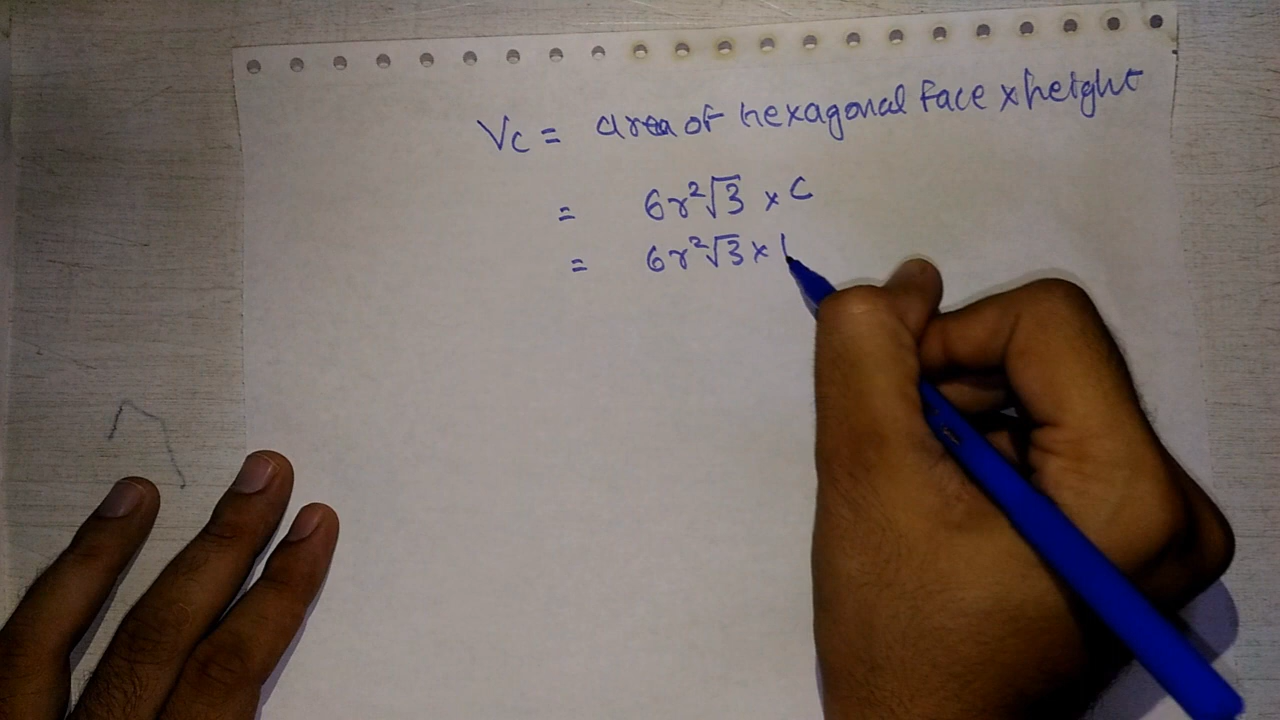 Vc = area of hexagonal face × height
= 6r²√3 × c
= 6r²√3 ×